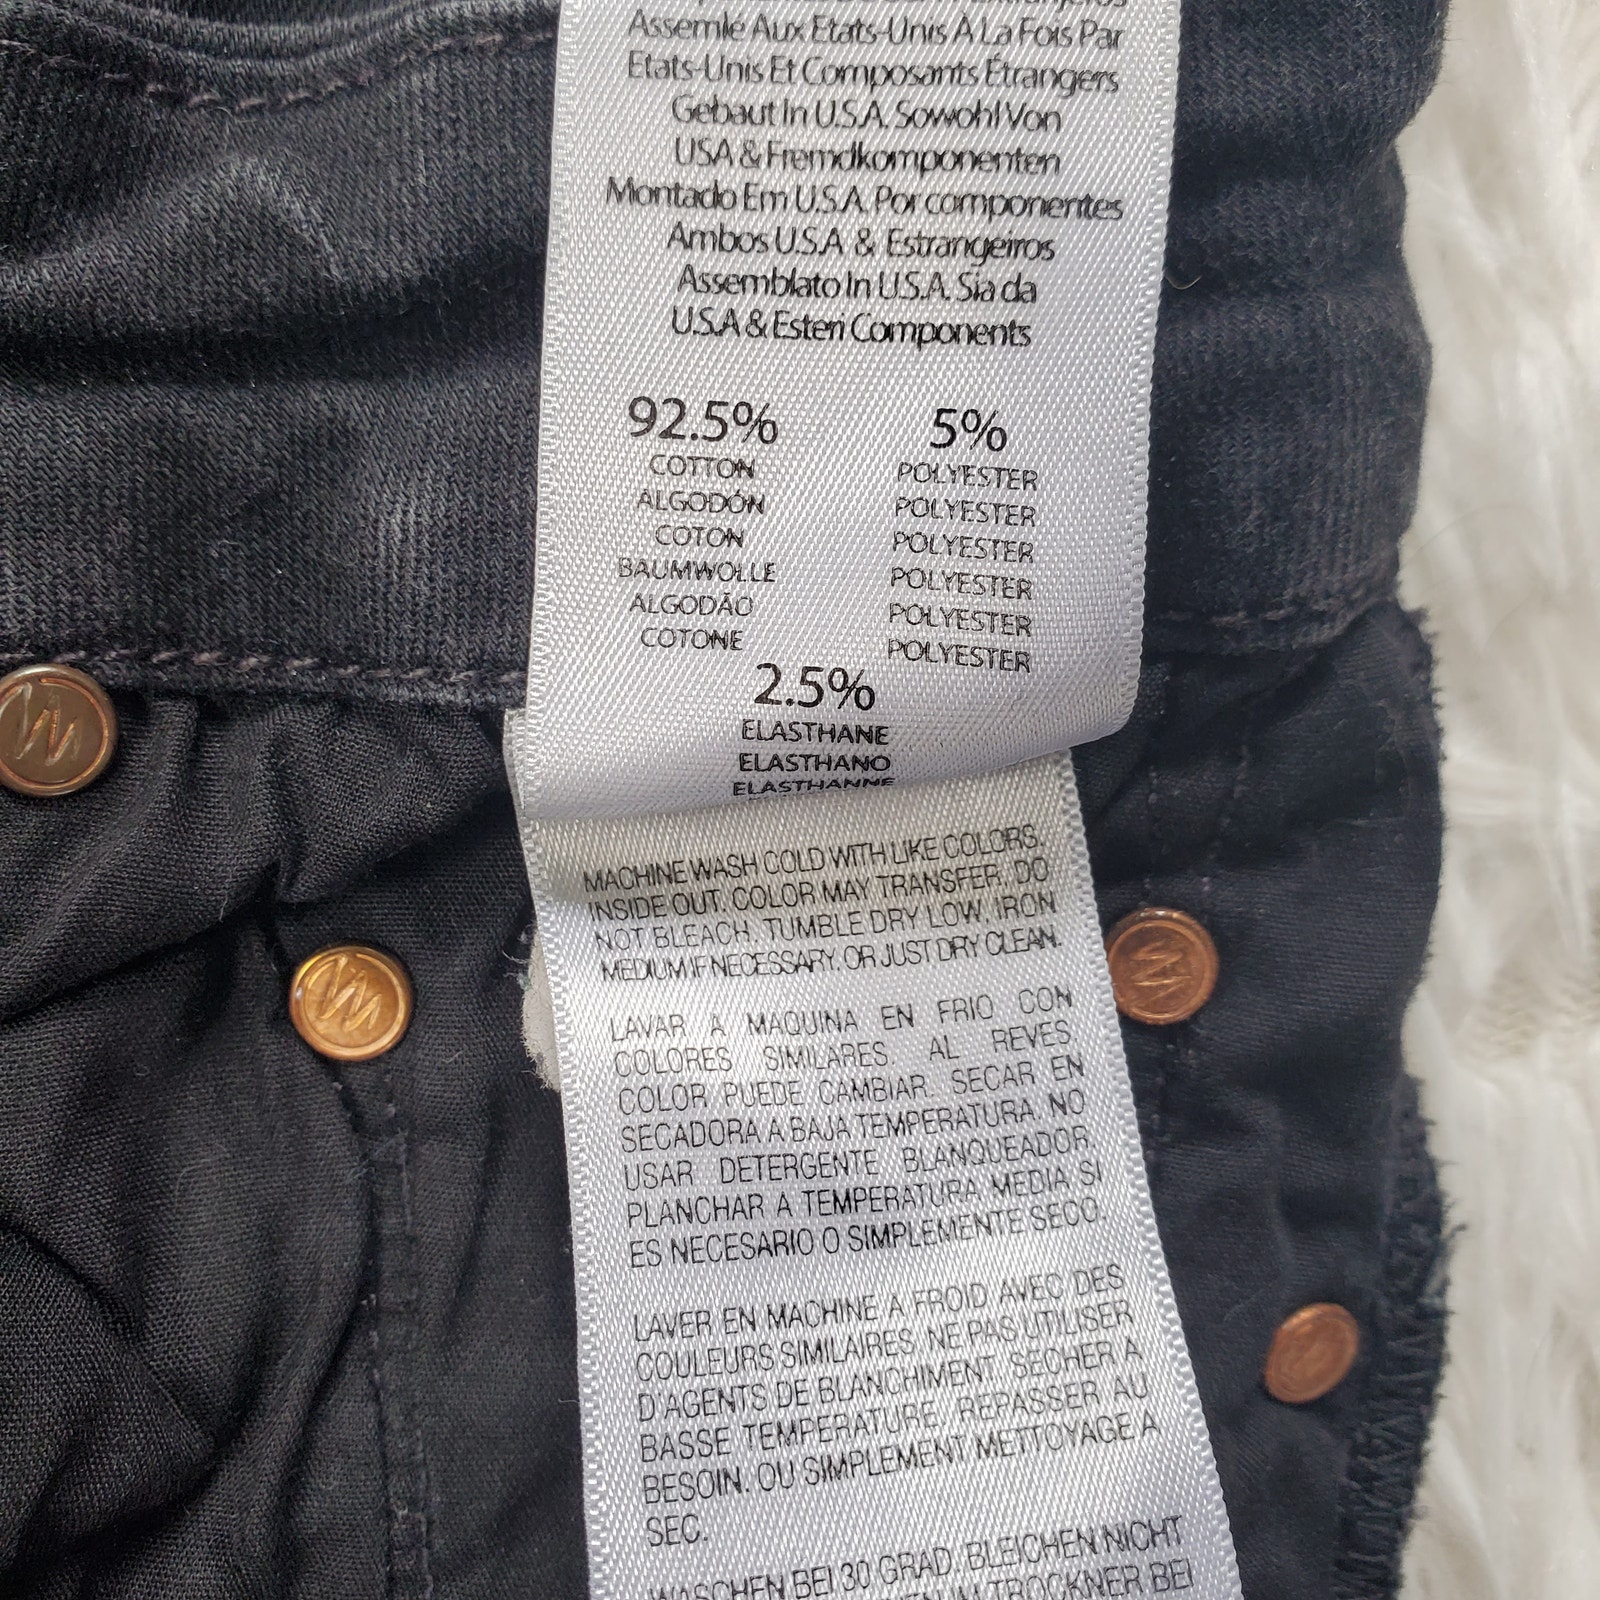 Assemlé Aux Etats-Unis À La Fois Par
Etats-Unis Et Composants Étrangers
Gebaut In U.S.A. Sowohl Von
USA & Fremdkomponenten
Montado Em U.S.A. Por componentes
Ambos U.S.A & Estrangeiros
Assemblato In U.S.A. Sia da
U.S.A & Esteri Components
92.5%
COTTON
ALGODÓN
COTON
BAUMWOLLE
ALGODÃO
COTONE
5%
POLYESTER
POLYESTER
POLYESTER
POLYESTER
POLYESTER
POLYESTER
2.5%
ELASTHANE
ELASTHANO
ELASTHANNE
MACHINE WASH COLD WITH LIKE COLORS.
INSIDE OUT. COLOR MAY TRANSFER. DO
NOT BLEACH. TUMBLE DRY LOW. IRON
MEDIUM IF NECESSARY. OR JUST DRY CLEAN.
LAVAR A MAQUINA EN FRIO CON
COLORES SIMILARES. AL REVES
COLOR PUEDE CAMBIAR. SECAR EN
SECADORA A BAJA TEMPERATURA. NO
USAR DETERGENTE BLANQUEADOR.
PLANCHAR A TEMPERATURA MEDIA SI
ES NECESARIO O SIMPLEMENTE SECO.
LAVER EN MACHINE A FROID AVEC DES
COULEURS SIMILAIRES. NE PAS UTILISER
D'AGENTS DE BLANCHIMENT. SECHER A
BASSE TEMPERATURE. REPASSER AU
BESOIN. OU SIMPLEMENT METTOYAGE A
SEC.
WASCHEN BEI 30 GRAD. BLEICHEN NICHT
TROCKNER BEI